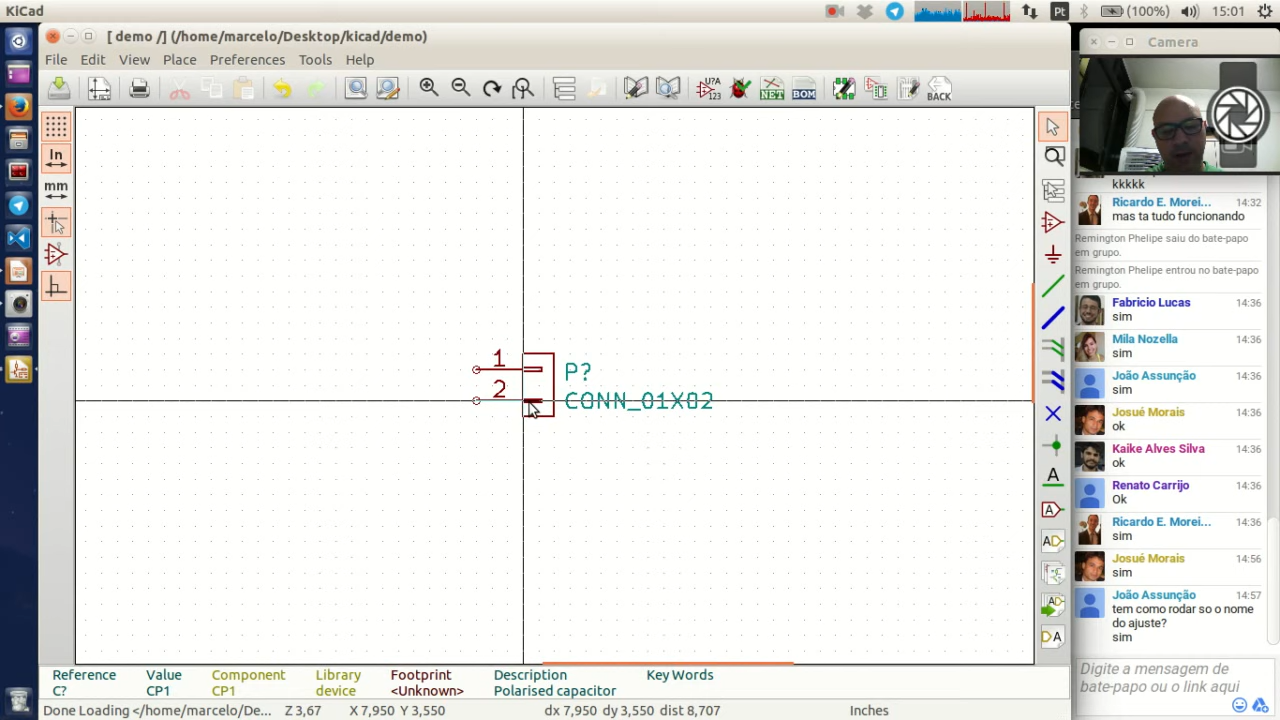 KiCad
Pt
(100%)
15:01
[ demo /] (/home/marcelo/Desktop/kicad/demo)
File Edit View Place Preferences Tools Help
U?A
123
NET
BOM
BACK
In
mm
1
2
P?
CONN_01X02
A
A
AD
AD
DA
Reference Value Component Library Footprint Description Key Words
C? CP1 CP1 device <Unknown> Polarised capacitor
Done Loading </home/marcelo/De... Z 3,67 X 7,950 Y 3,550 dx 7,950 dy 3,550 dist 8,707 Inches
Camera
kkkkk
Ricardo E. Morei... 14:32
mas ta tudo funcionando
Remington Phelipe saiu do bate-papo
em grupo.
Remington Phelipe entrou no bate-papo
em grupo.
Fabricio Lucas 14:36
sim
Mila Nozella 14:36
sim
João Assunção 14:36
sim
Josué Morais 14:36
ok
Kaike Alves Silva 14:36
ok
Renato Carrijo 14:36
Ok
Ricardo E. Morei... 14:36
sim
Josué Morais 14:56
sim
João Assunção 14:57
tem como rodar so o nome
do ajuste?
sim
Digite a mensagem de
bate-papo ou o link aqui